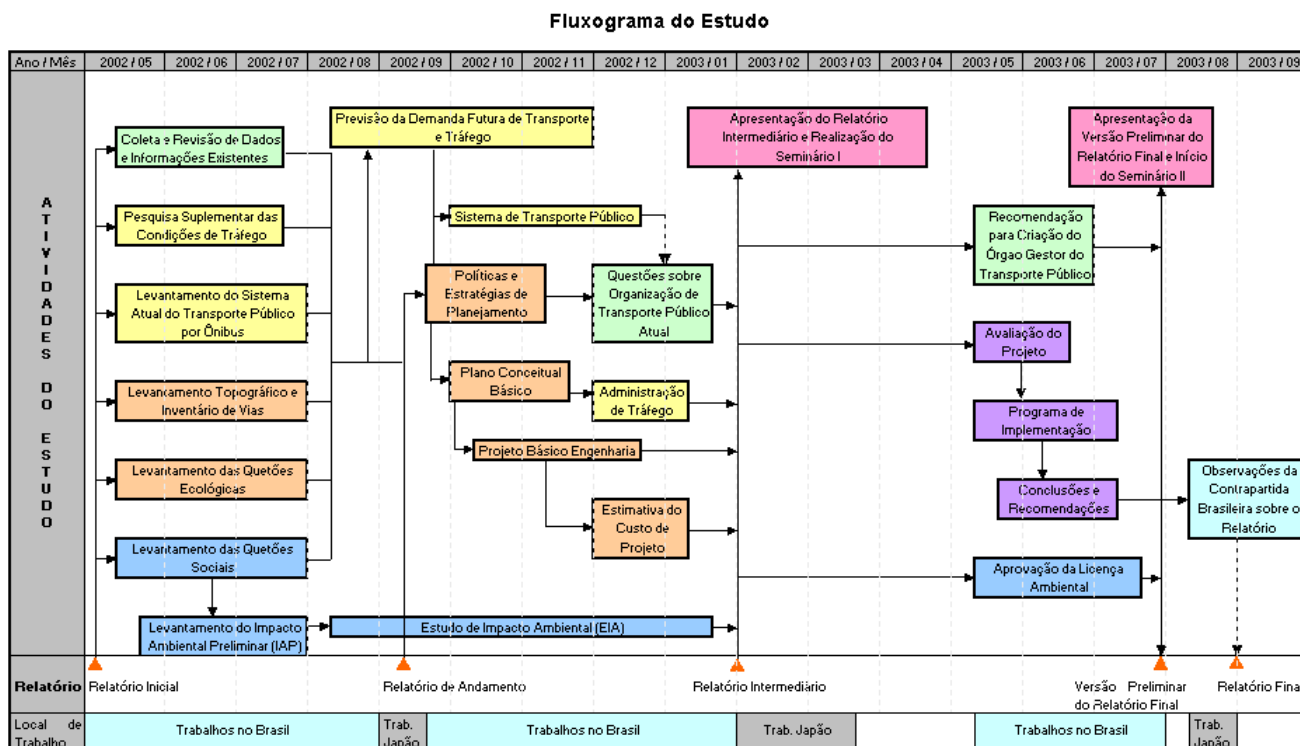 Fluxograma do Estudo
Ano / Mês
2002 / 05
2002 / 06
2002 / 07
2002 / 08
2002 / 09
2002 / 10
2002 / 11
2002 / 12
2003 / 01
2003 / 02
2003 / 03
2003 / 04
2003 / 05
2003 / 06
2003 / 07
2003 / 08
2003 / 09
ATIVIDADES DO ESTUDO
Coleta e Revisão de Dados
e Informações Existentes
Pesquisa Suplementar das
Condições de Tráfego
Levantamento do Sistema
Atual do Transporte Público
por Ônibus
Levantamento Topográfico e
Inventário de Vias
Levantamento das Quetões
Ecológicas
Levantamento das Quetões
Sociais
Levantamento do Impacto
Ambiental Preliminar (IAP)
Previsão da Demanda Futura de Transporte
e Tráfego
Sistema de Transporte Público
Políticas e
Estratégias de
Planejamento
Questões sobre
Organização de
Transporte Público
Atual
Plano Conceitual
Básico
Administração
de Tráfego
Projeto Básico Engenharia
Estimativa do
Custo de
Projeto
Estudo de Impacto Ambiental (EIA)
Apresentação do Relatório
Intermediário e Realização do
Seminário I
Apresentação da
Versão Preliminar do
Relatório Final e Início
do Seminário II
Recomendação
para Criação do
Órgao Gestor do
Transporte Público
Avaliação do
Projeto
Programa de
Implementação
Conclusões e
Recomendações
Observações da
Contrapartida
Brasileira sobre o
Relatório
Aprovação da Licença
Ambiental
Relatório
Relatório Inicial
Relatório de Andamento
Relatório Intermediário
Versão Preliminar
do Relatório Final
Relatório Final
Local de
Trabalho
Trabalhos no Brasil
Trab.
Japão
Trabalhos no Brasil
Trab. Japão
Trabalhos no Brasil
Trab.
Japão